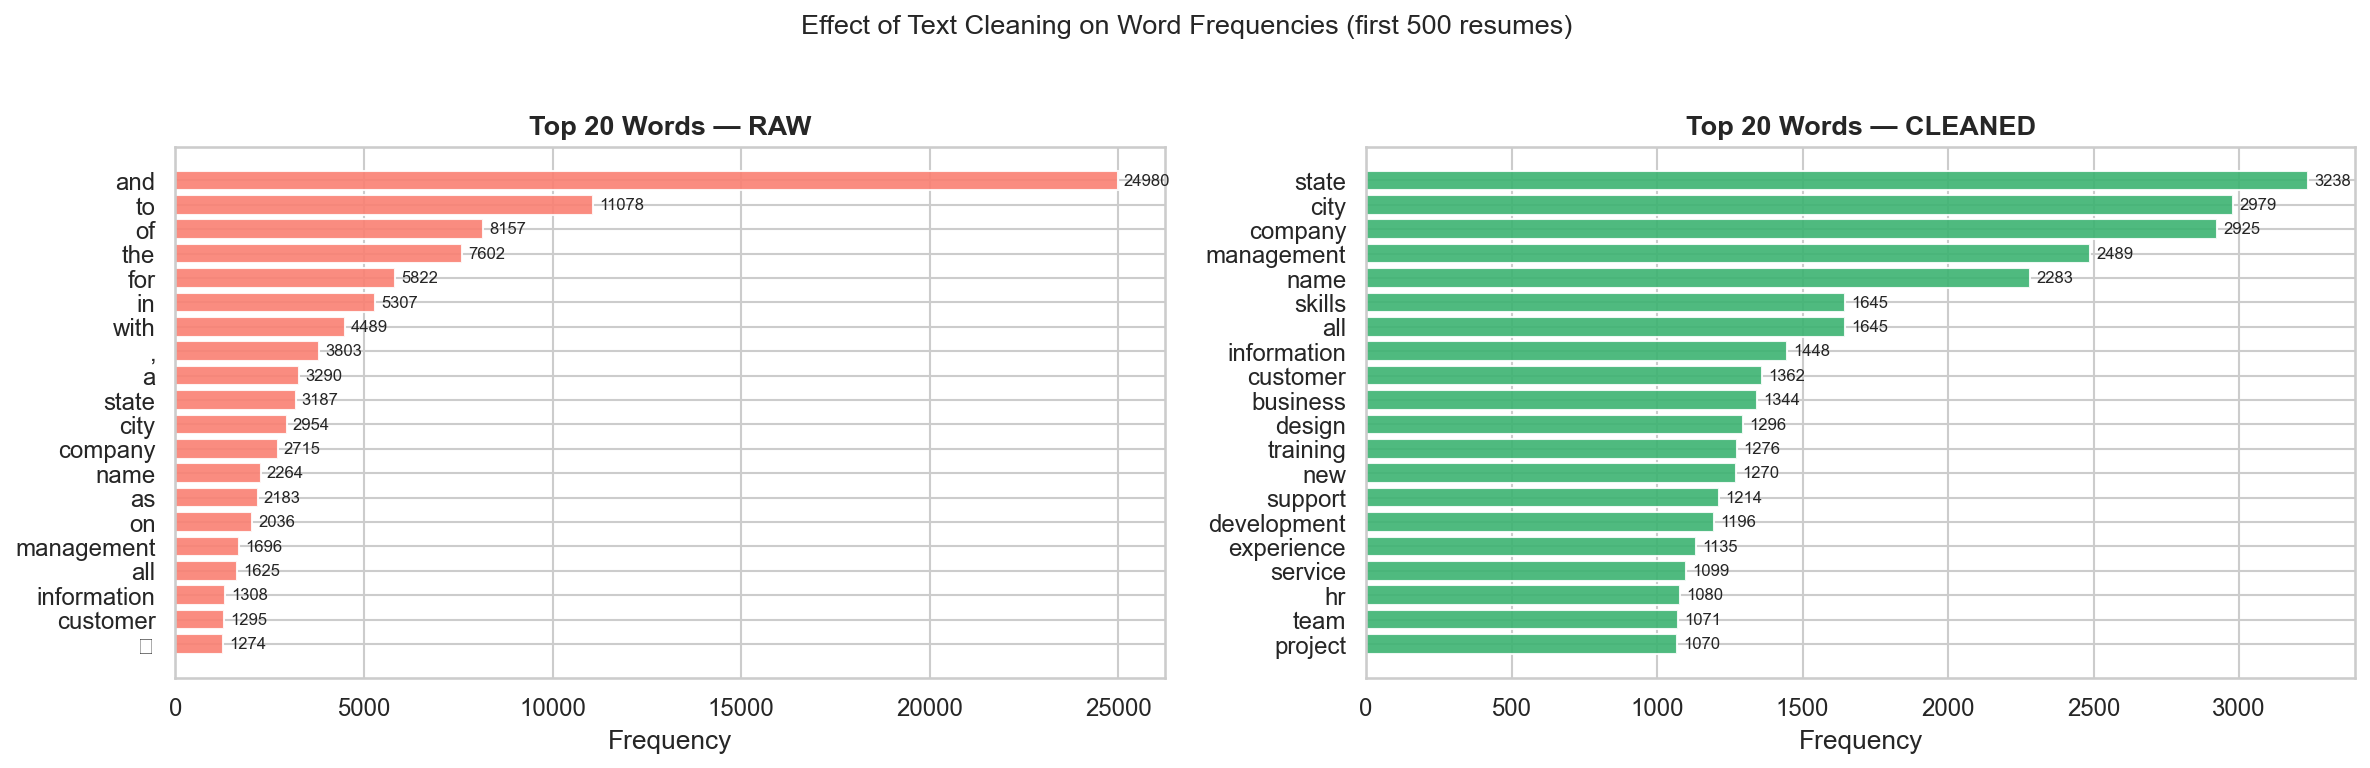 Effect of Text Cleaning on Word Frequencies (first 500 resumes)
Top 20 Words — RAW
and 24980
to 11078
of 8157
the 7602
for 5822
in 5307
with 4489
, 3803
a 3290
state 3187
city 2954
company 2715
name 2264
as 2183
on 2036
management 1696
all 1625
information 1308
customer 1295
 1274
0 5000 10000 15000 20000 25000
Frequency
Top 20 Words — CLEANED
state 3238
city 2979
company 2925
management 2489
name 2283
skills 1645
all 1645
information 1448
customer 1362
business 1344
design 1296
training 1276
new 1270
support 1214
development 1196
experience 1135
service 1099
hr 1080
team 1071
project 1070
0 500 1000 1500 2000 2500 3000
Frequency